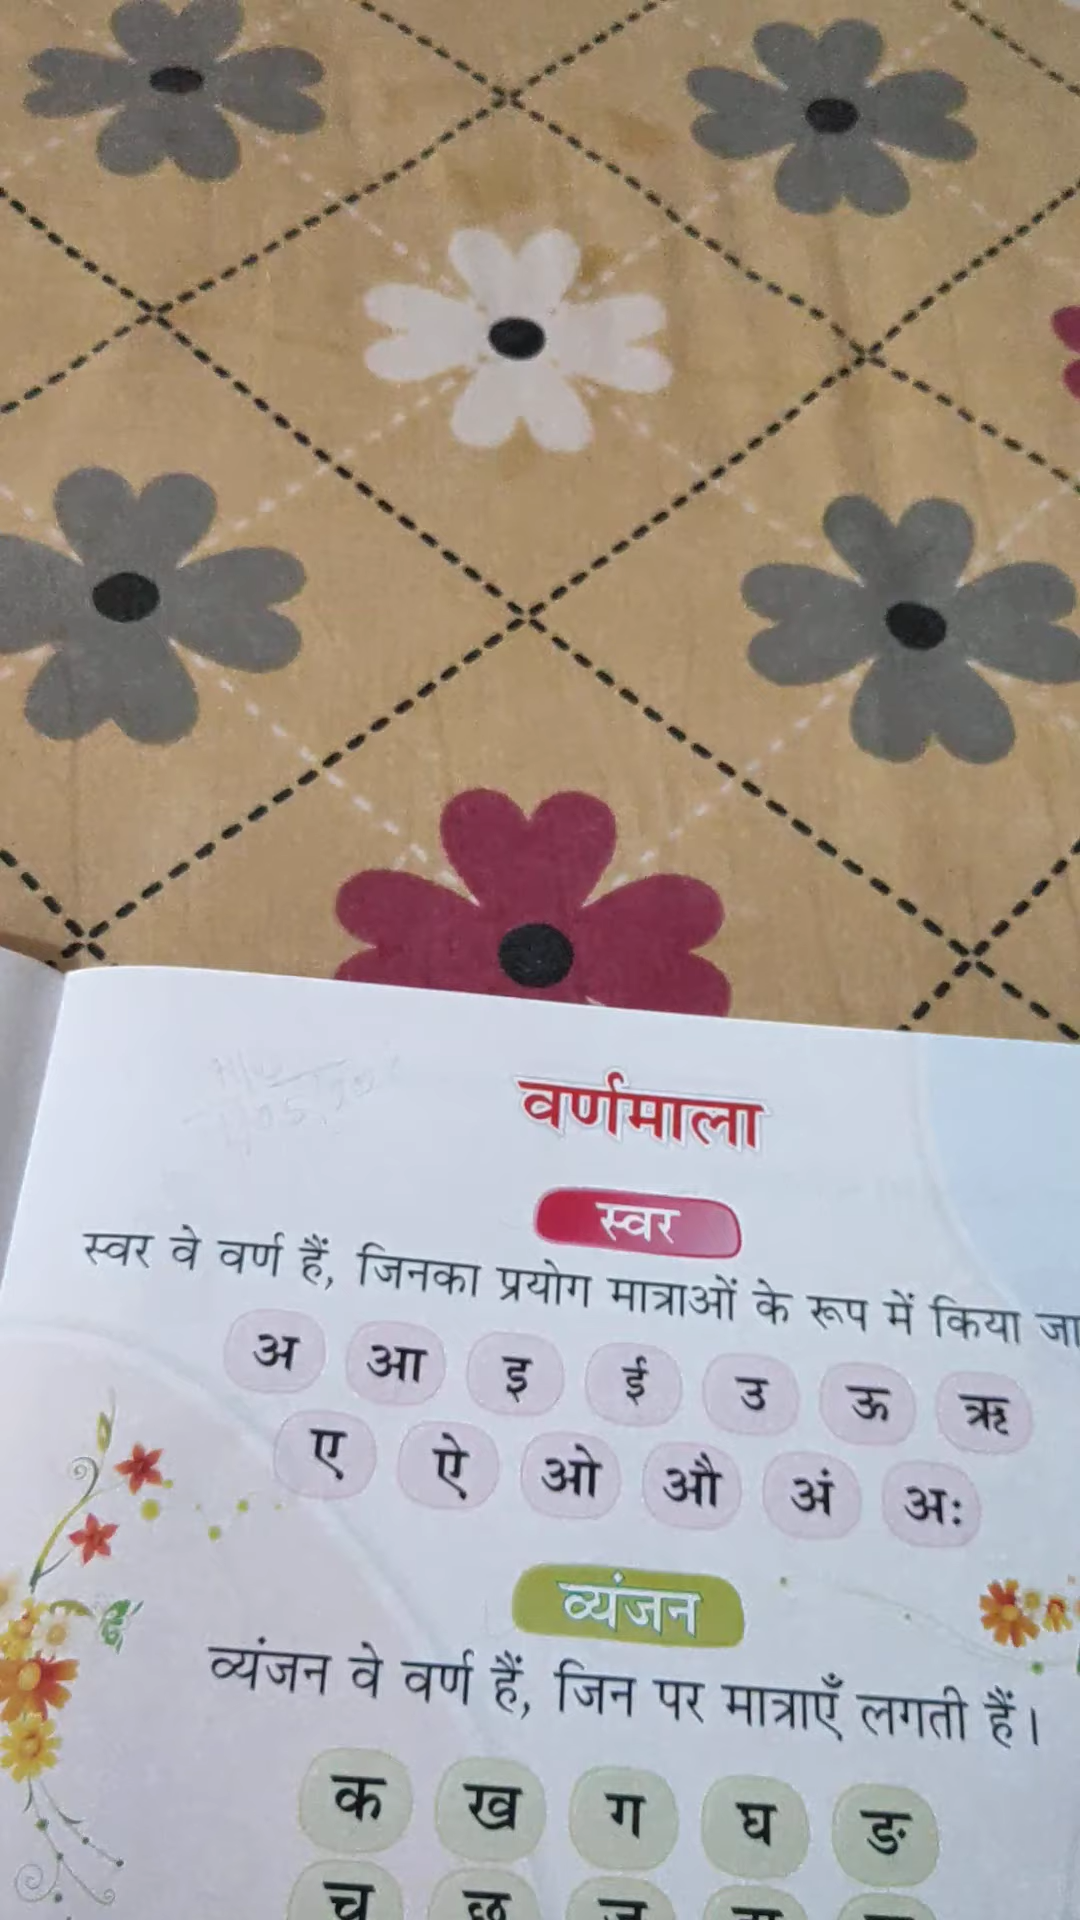 वर्णमाला
स्वर
स्वर वे वर्ण हैं, जिनका प्रयोग मात्राओं के रूप में किया जा
अ आ इ ई उ ऊ ऋ
ए ऐ ओ औ अं अः
व्यंजन
व्यंजन वे वर्ण हैं, जिन पर मात्राएँ लगती हैं।
क ख ग घ ङ
च छ ज